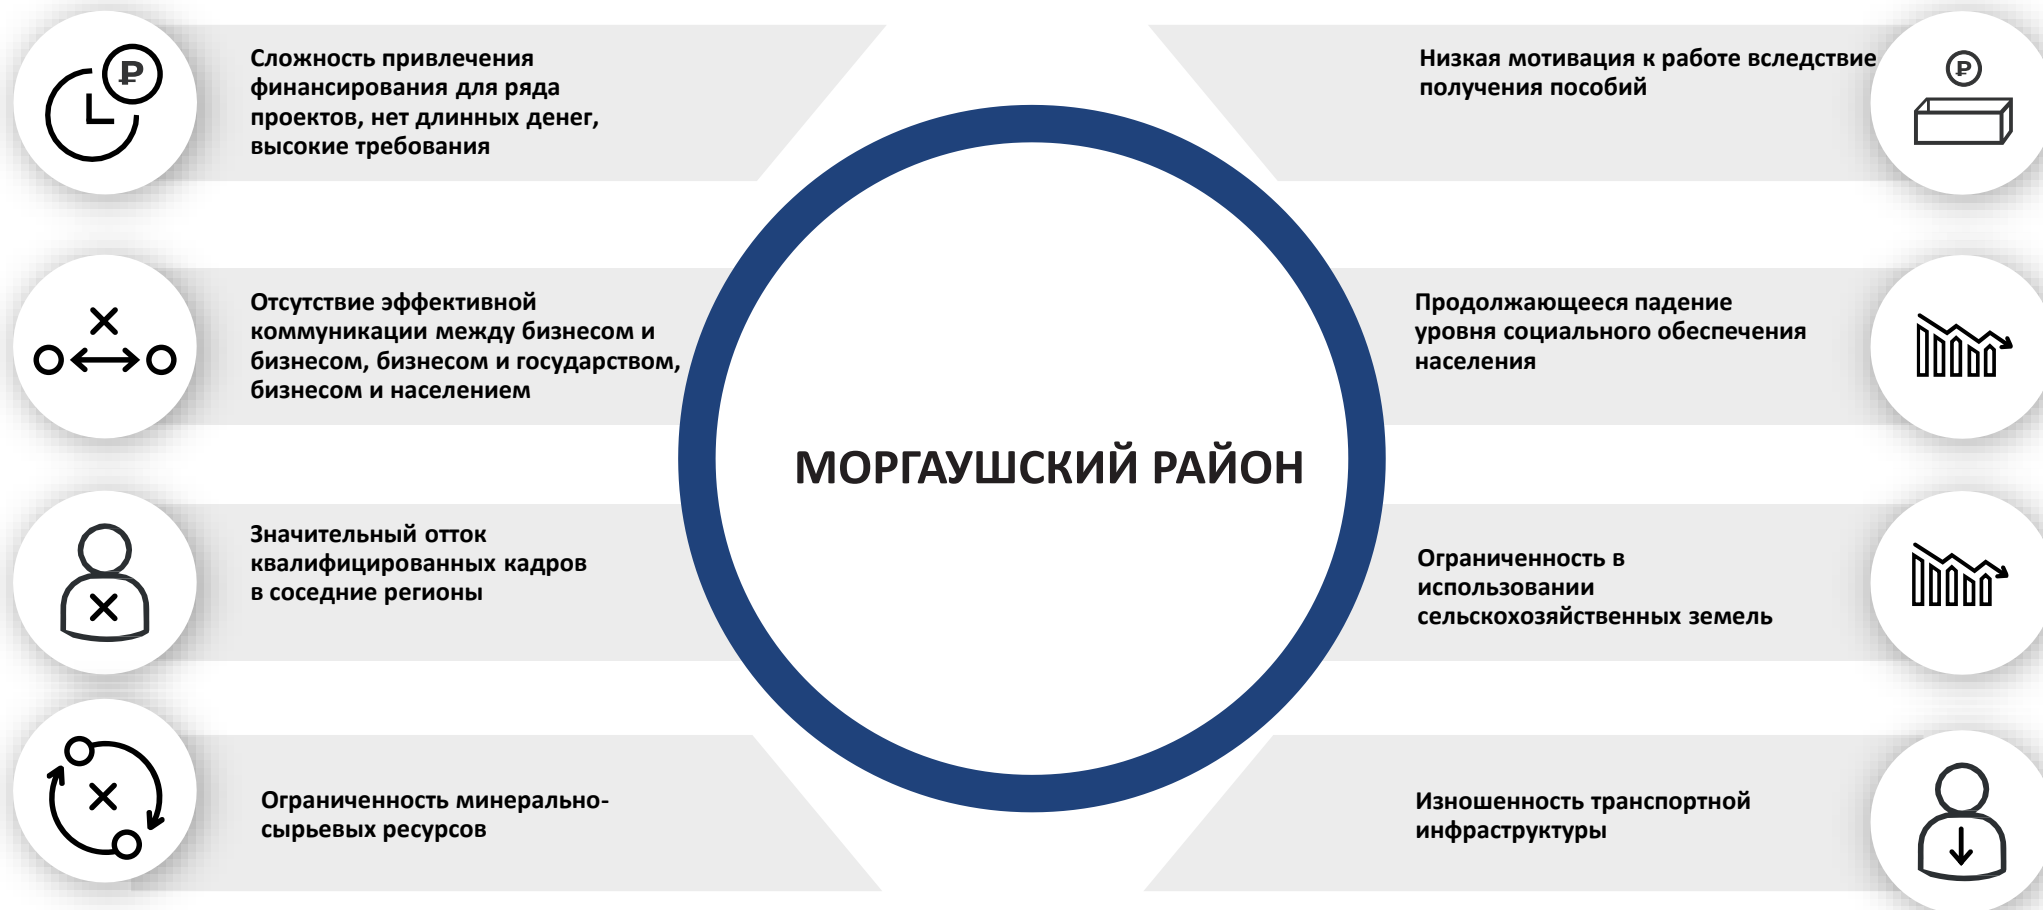 Сложность привлечения
финансирования для ряда
проектов, нет длинных денег,
высокие требования
Отсутствие эффективной
коммуникации между бизнесом и
бизнесом, бизнесом и государством,
бизнесом и населением
Значительный отток
квалифицированных кадров
в соседние регионы
Ограниченность минерально-
сырьевых ресурсов
МОРГАУШСКИЙ РАЙОН
Низкая мотивация к работе вследствие
получения пособий
Продолжающееся падение
уровня социального обеспечения
населения
Ограниченность в
использовании
сельскохозяйственных земель
Изношенность транспортной
инфраструктуры